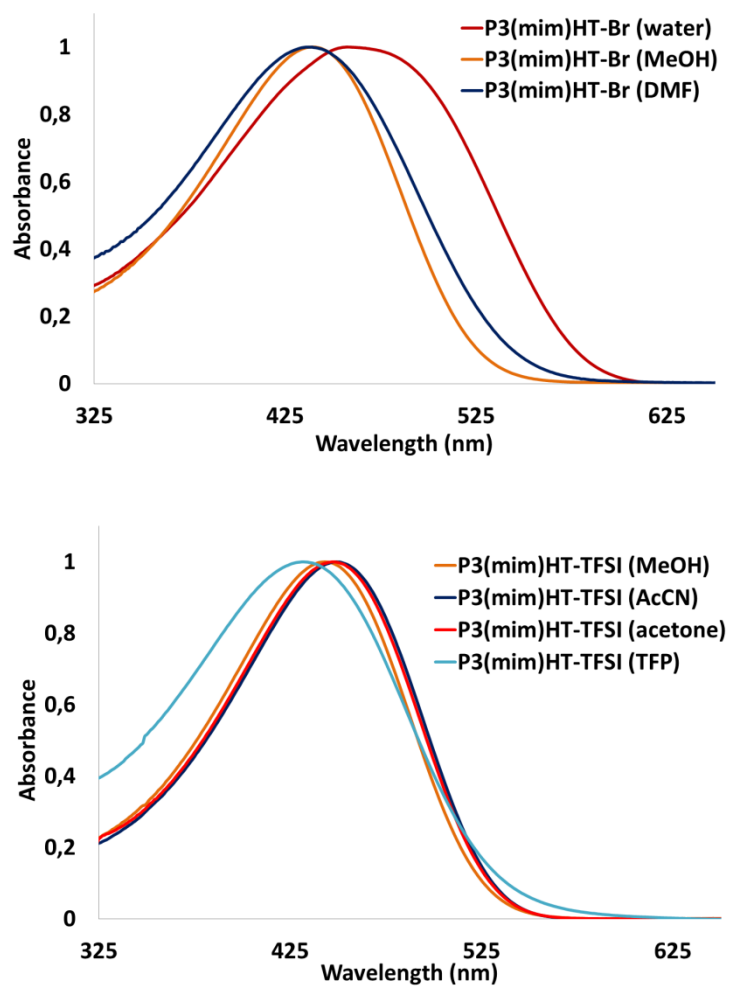 P3(mim)HT-Br (water)
P3(mim)HT-Br (MeOH)
P3(mim)HT-Br (DMF)
Absorbance
1
0,8
0,6
0,4
0,2
0
325 425 525 625
Wavelength (nm)
P3(mim)HT-TFSI (MeOH)
P3(mim)HT-TFSI (AcCN)
P3(mim)HT-TFSI (acetone)
P3(mim)HT-TFSI (TFP)
Absorbance
1
0,8
0,6
0,4
0,2
0
325 425 525 625
Wavelength (nm)